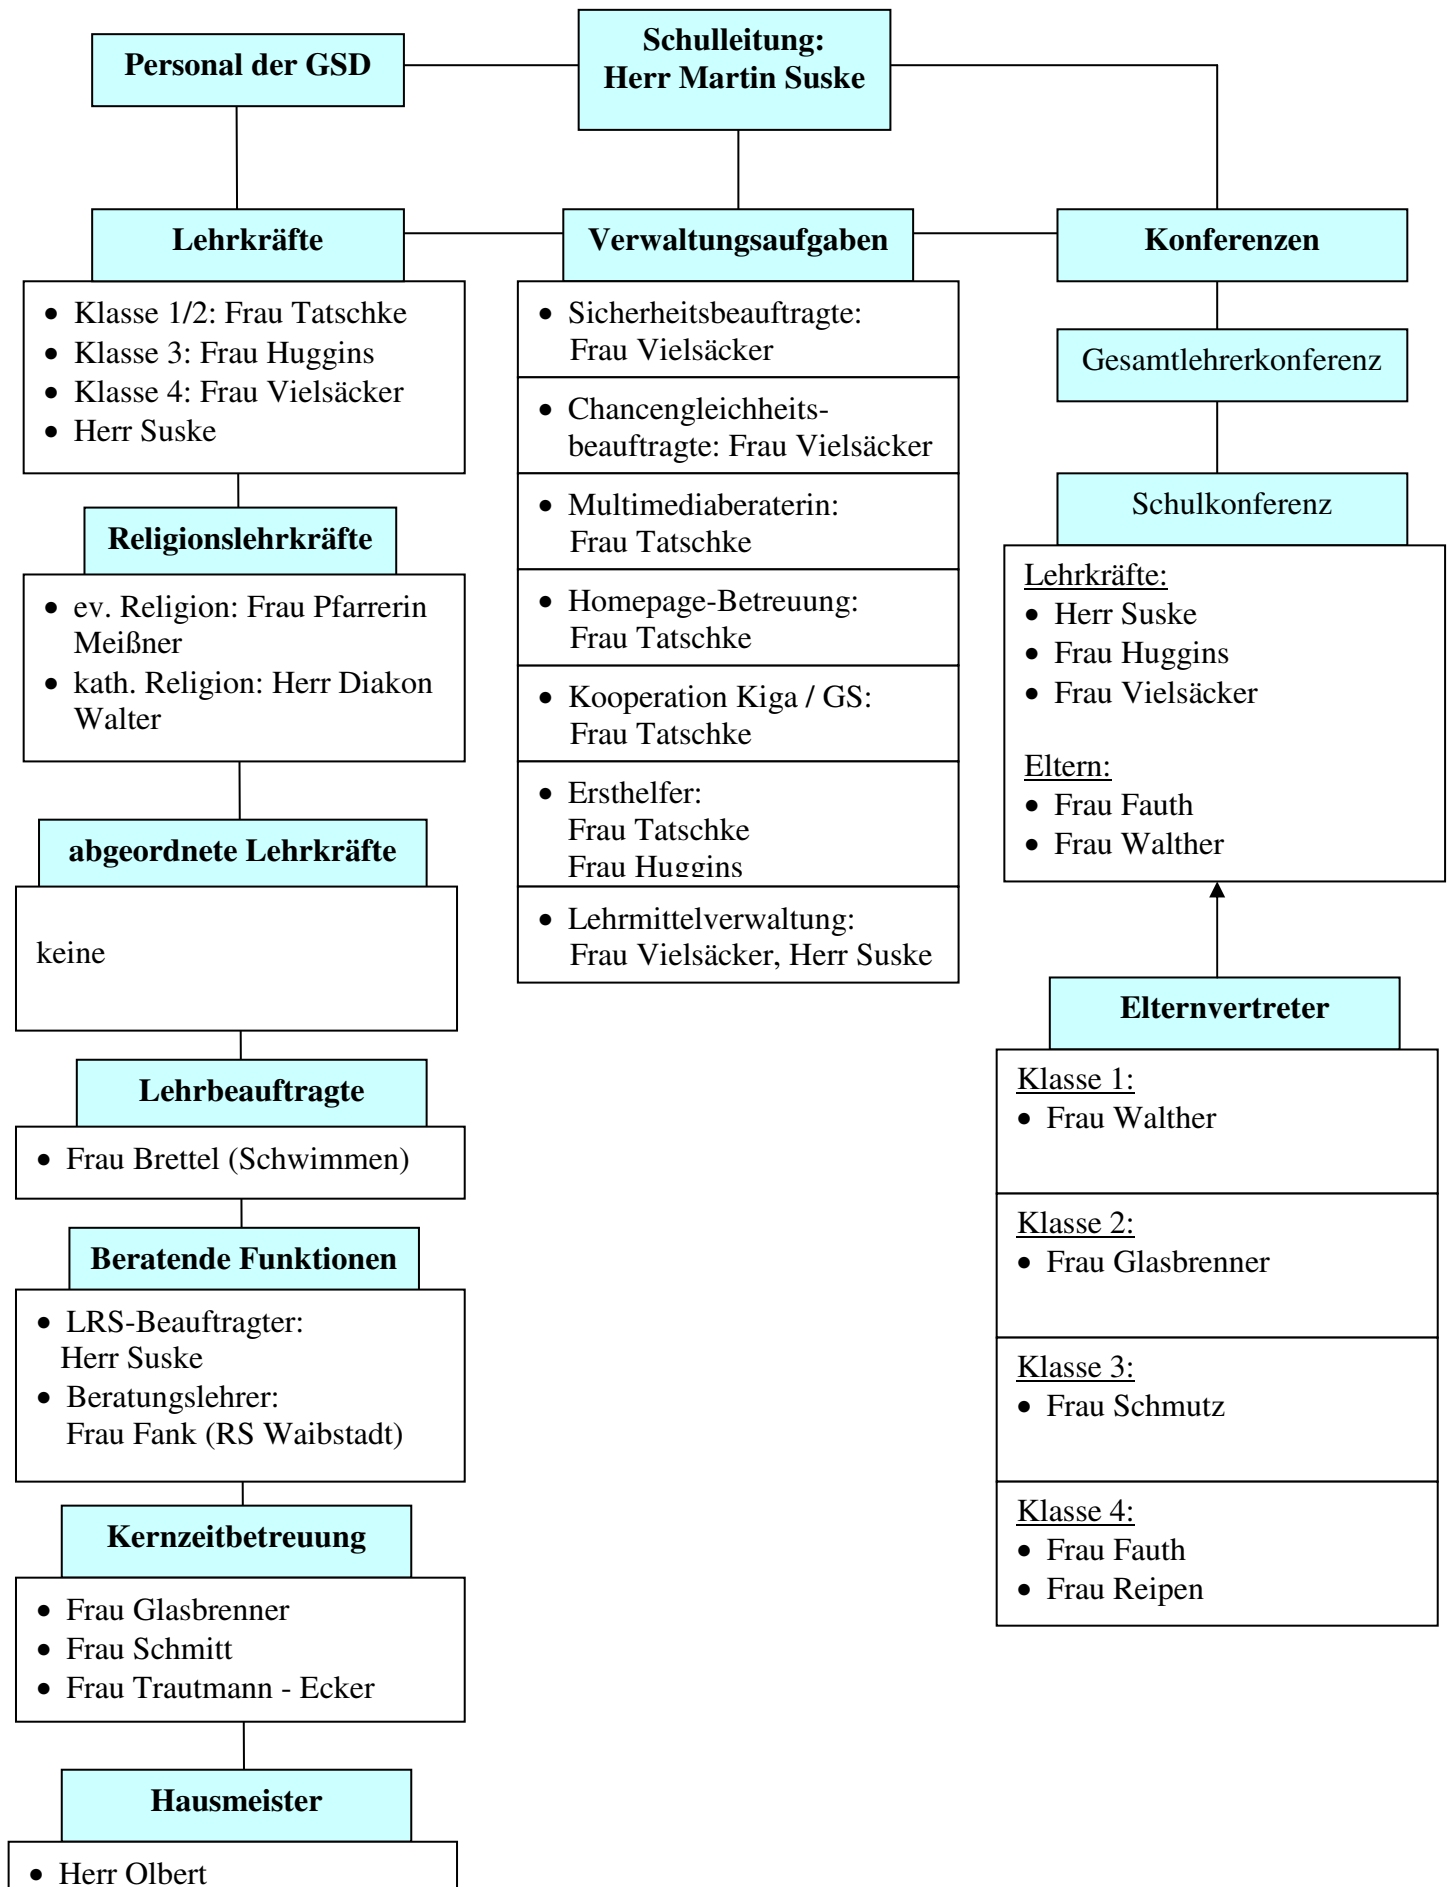 Personal der GSD
Schulleitung:
Herr Martin Suske
Lehrkräfte
• Klasse 1/2: Frau Tatschke
• Klasse 3: Frau Huggins
• Klasse 4: Frau Vielsäcker
• Herr Suske
Religionslehrkräfte
• ev. Religion: Frau Pfarrerin
Meißner
• kath. Religion: Herr Diakon
Walter
abgeordnete Lehrkräfte
keine
Lehrbeauftragte
• Frau Brettel (Schwimmen)
Beratende Funktionen
• LRS-Beauftragter:
Herr Suske
• Beratungslehrer:
Frau Fank (RS Waibstadt)
Kernzeitbetreuung
• Frau Glasbrenner
• Frau Schmitt
• Frau Trautmann - Ecker
Hausmeister
• Herr Olbert
Verwaltungsaufgaben
• Sicherheitsbeauftragte:
Frau Vielsäcker
• Chancengleichheits-
beauftragte: Frau Vielsäcker
• Multimediaberaterin:
Frau Tatschke
• Homepage-Betreuung:
Frau Tatschke
• Kooperation Kiga / GS:
Frau Tatschke
• Ersthelfer:
Frau Tatschke
Frau Huggins
• Lehrmittelverwaltung:
Frau Vielsäcker, Herr Suske
Konferenzen
Gesamtlehrerkonferenz
Schulkonferenz
Lehrkräfte:
• Herr Suske
• Frau Huggins
• Frau Vielsäcker
Eltern:
• Frau Fauth
• Frau Walther
Elternvertreter
Klasse 1:
• Frau Walther
Klasse 2:
• Frau Glasbrenner
Klasse 3:
• Frau Schmutz
Klasse 4:
• Frau Fauth
• Frau Reipen